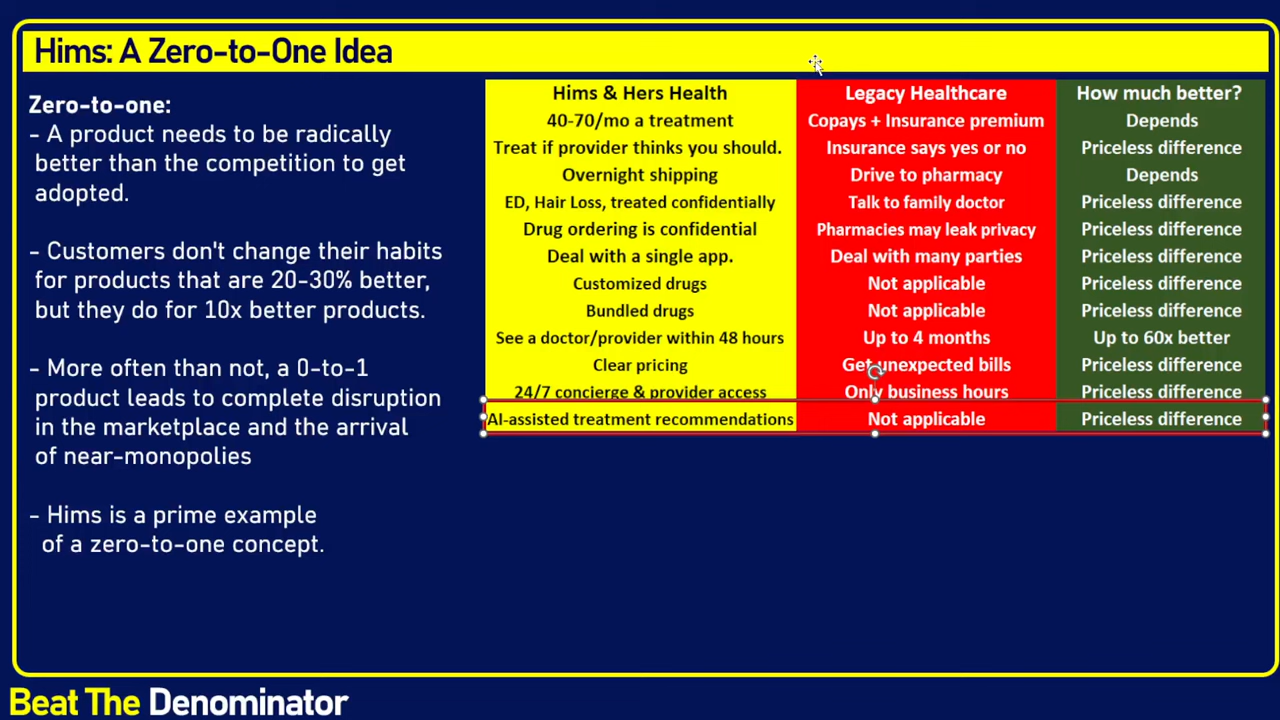 Hims: A Zero-to-One Idea
Zero-to-one:
- A product needs to be radically
better than the competition to get
adopted.
- Customers don't change their habits
for products that are 20-30% better,
but they do for 10x better products.
- More often than not, a 0-to-1
product leads to complete disruption
in the marketplace and the arrival
of near-monopolies
- Hims is a prime example
of a zero-to-one concept.
Hims & Hers Health Legacy Healthcare How much better?
40-70/mo a treatment Copays + Insurance premium Depends
Treat if provider thinks you should. Insurance says yes or no Priceless difference
Overnight shipping Drive to pharmacy Depends
ED, Hair Loss, treated confidentially Talk to family doctor Priceless difference
Drug ordering is confidential Pharmacies may leak privacy Priceless difference
Deal with a single app. Deal with many parties Priceless difference
Customized drugs Not applicable Priceless difference
Bundled drugs Not applicable Priceless difference
See a doctor/provider within 48 hours Up to 4 months Up to 60x better
Clear pricing Get unexpected bills Priceless difference
24/7 concierge & provider access Only business hours Priceless difference
AI-assisted treatment recommendations Not applicable Priceless difference
Beat The Denominator